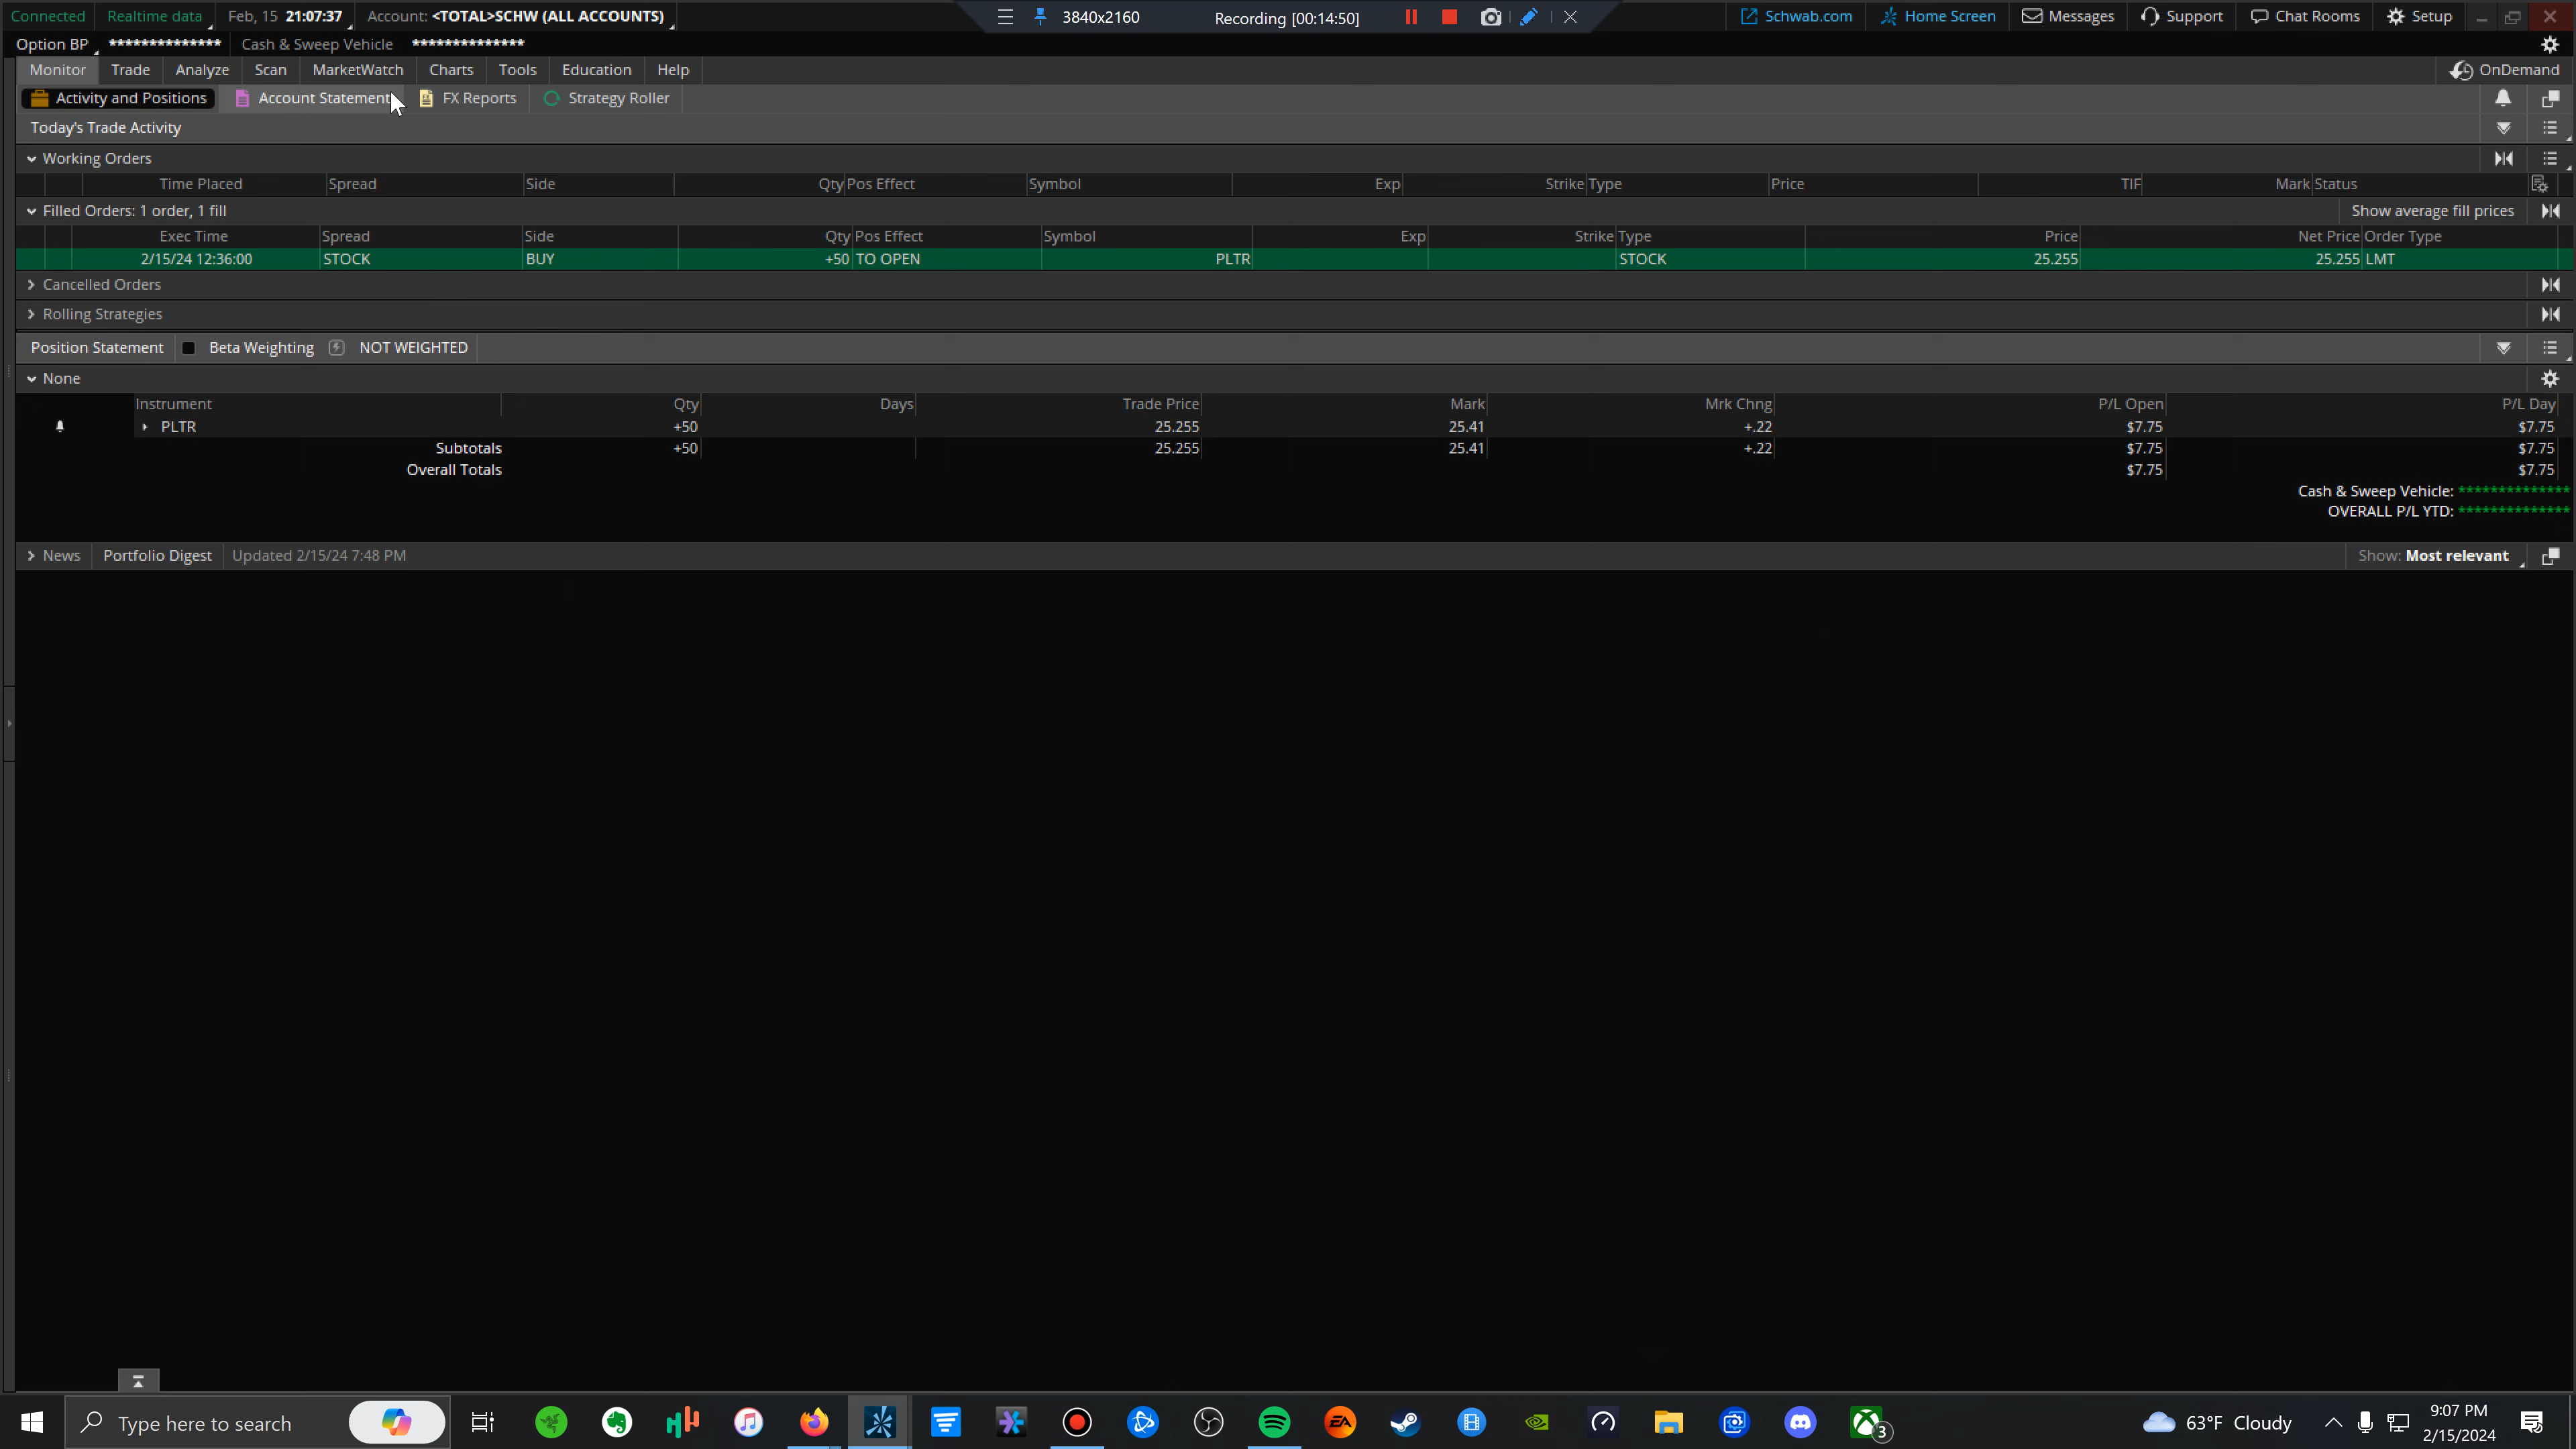 Connected Realtime data Feb, 15 21:07:37 Account: <TOTAL>SCHW (ALL ACCOUNTS) 3840x2160 Recording [00:14:50] Schwab.com Home Screen Messages Support Chat Rooms Setup
Option BP ************** Cash & Sweep Vehicle **************
Monitor Trade Analyze Scan MarketWatch Charts Tools Education Help OnDemand
Activity and Positions Account Statement FX Reports Strategy Roller
Today's Trade Activity
Working Orders
Time Placed Spread Side Qty Pos Effect Symbol Exp Strike Type Price TIF Mark Status
Filled Orders: 1 order, 1 fill Show average fill prices
Exec Time Spread Side Qty Pos Effect Symbol Exp Strike Type Price Net Price Order Type
2/15/24 12:36:00 STOCK BUY +50 TO OPEN PLTR STOCK 25.255 25.255 LMT
Cancelled Orders
Rolling Strategies
Position Statement Beta Weighting NOT WEIGHTED
None
Instrument Qty Days Trade Price Mark Mrk Chng P/L Open P/L Day
PLTR +50 25.255 25.41 +.22 $7.75 $7.75
Subtotals +50 25.255 25.41 +.22 $7.75 $7.75
Overall Totals $7.75 $7.75
Cash & Sweep Vehicle: **************
OVERALL P/L YTD: **************
News Portfolio Digest Updated 2/15/24 7:48 PM Show: Most relevant
Type here to search EA 3 63°F Cloudy 9:07 PM
2/15/2024